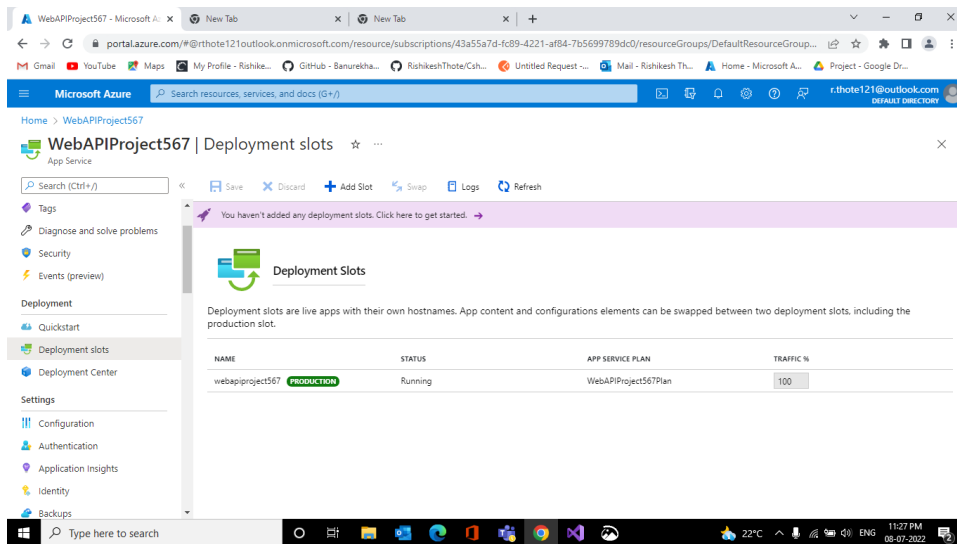 WebAPIProject567 - Microsoft Az
New Tab
New Tab
portal.azure.com/#@rthote121outlook.onmicrosoft.com/resource/subscriptions/43a55a7d-fc89-4221-af84-7b5699789dc0/resourceGroups/DefaultResourceGroup...
Gmail YouTube Maps My Profile - Rishike... GitHub - Banurekha... RishikeshThote/Csh... Untitled Request -... Mail - Rishikesh Th... Home - Microsoft A... Project - Google Dr...
Microsoft Azure
Search resources, services, and docs (G+/)
r.thote121@outlook.com
DEFAULT DIRECTORY
Home > WebAPIProject567
WebAPIProject567 | Deployment slots
App Service
Search (Ctrl+/)
Save Discard Add Slot Swap Logs Refresh
You haven't added any deployment slots. Click here to get started.
Tags
Diagnose and solve problems
Security
Events (preview)
Deployment
Quickstart
Deployment slots
Deployment Center
Settings
Configuration
Authentication
Application Insights
Identity
Backups
Deployment Slots
Deployment slots are live apps with their own hostnames. App content and configurations elements can be swapped between two deployment slots, including the
production slot.
NAME STATUS APP SERVICE PLAN TRAFFIC %
webapiproject567 PRODUCTION Running WebAPIProject567Plan 100
Type here to search
22°C
ENG
11:27 PM
08-07-2022
2